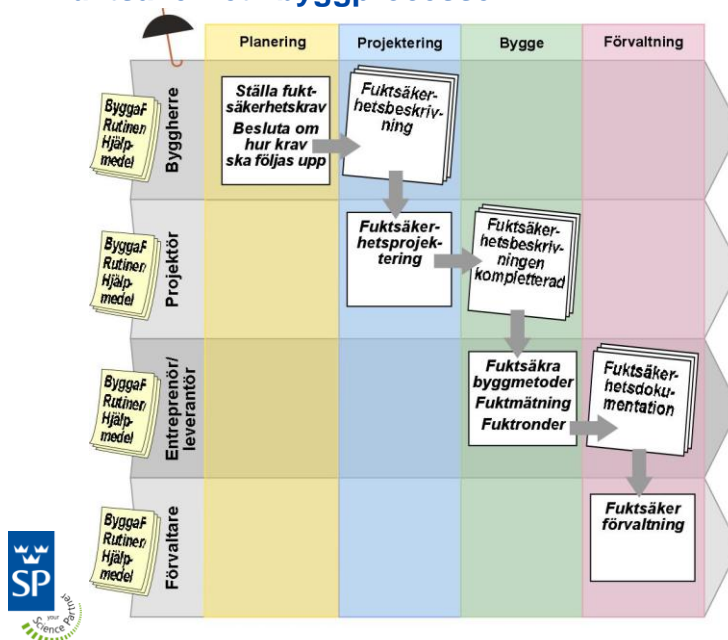 Planering
Projektering
Bygge
Förvaltning
Byggherre
ByggaF
Rutiner/
Hjälp-
medel
Ställa fukt-
säkerhetskrav
Besluta om
hur krav
ska följas upp
Fuktsäker-
hetsbeskriv-
ning
Projektör
ByggaF
Rutiner/
Hjälp-
medel
Fuktsäker-
hetsprojek-
tering
Fuktsäker-
hetsbeskriv-
ningen
kompletterad
Entreprenör/
leverantör
ByggaF
Rutiner/
Hjälp-
medel
Fuktsäkra
byggmetoder
Fuktmätning
Fuktronder
Fuktsäker-
hetsdoku-
mentation
Förvaltare
ByggaF
Rutiner/
Hjälp-
medel
Fuktsäker
förvaltning
SP
your
Science Partner